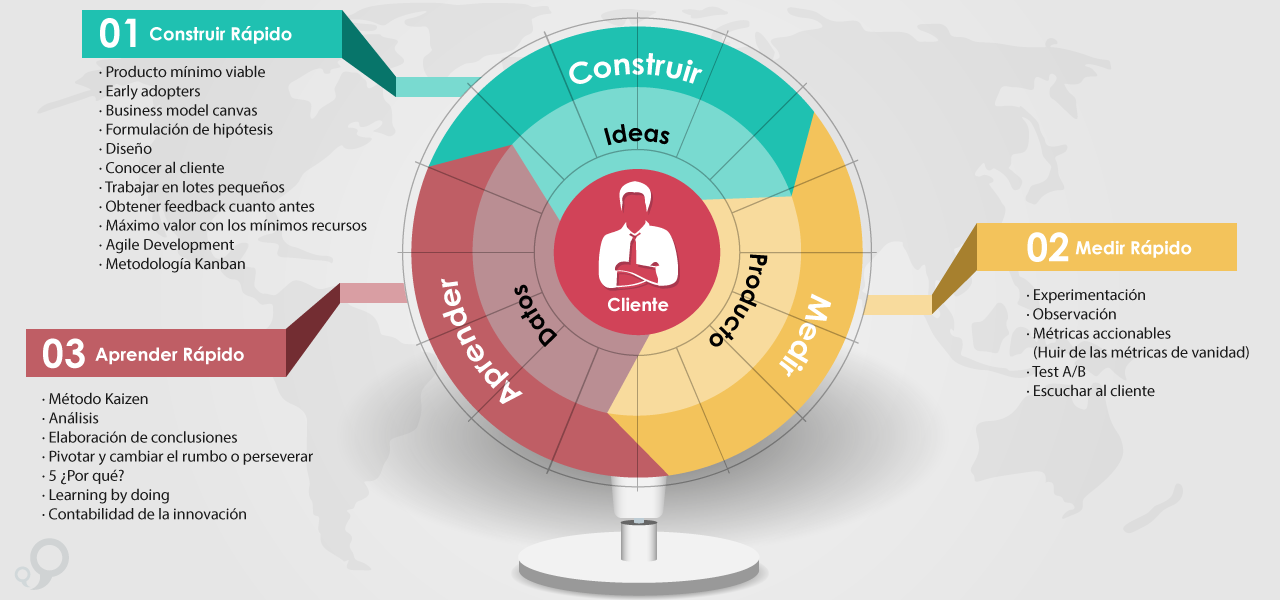 01 Construir Rápido
· Producto mínimo viable
· Early adopters
· Business model canvas
· Formulación de hipótesis
· Diseño
· Conocer al cliente
· Trabajar en lotes pequeños
· Obtener feedback cuanto antes
· Máximo valor con los mínimos recursos
· Agile Development
· Metodología Kanban
Construir
Ideas
Cliente
Producto
Medir
Datos
Aprender
02 Medir Rápido
· Experimentación
· Observación
· Métricas accionables
(Huir de las métricas de vanidad)
· Test A/B
· Escuchar al cliente
03 Aprender Rápido
· Método Kaizen
· Análisis
· Elaboración de conclusiones
· Pivotar y cambiar el rumbo o perseverar
· 5 ¿Por qué?
· Learning by doing
· Contabilidad de la innovación